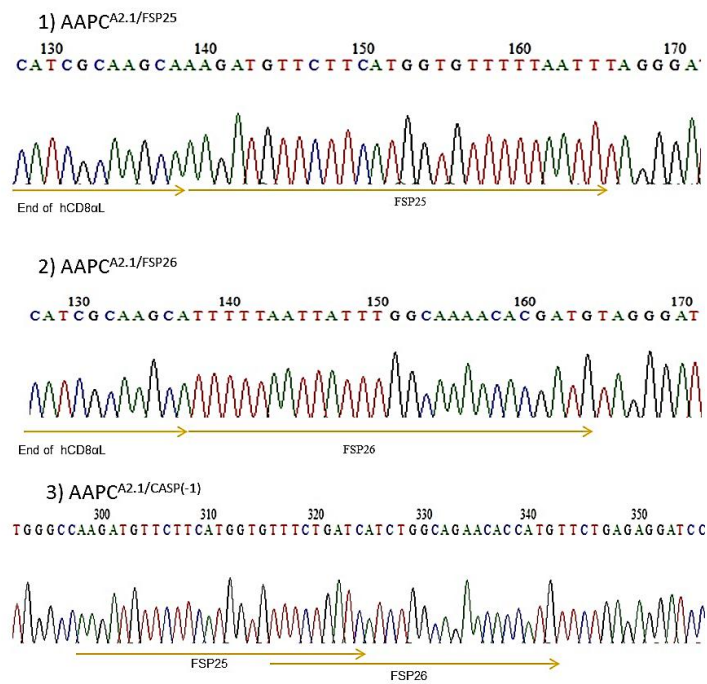 1) AAPCA2.1/FSP25
130 140 150 160 170
CATCGCAAGCAAAGATGTTCTTCATGGTGTTTTTAATTTAGGGA
End of hCD8αL
FSP25
2) AAPCA2.1/FSP26
130 140 150 160 170
CATCGCAAGCATTTTTAATTATTTGGCAAAACACGATGTAGGGAT
End of hCD8αL
FSP26
3) AAPCA2.1/CASP(-1)
300 310 320 330 340 350
TGGGCCAAGATGTTCTTCATGGTGTTTCTGATCATCTGGCAGAACACCATGTTCTGAGAGGATCC
FSP25
FSP26